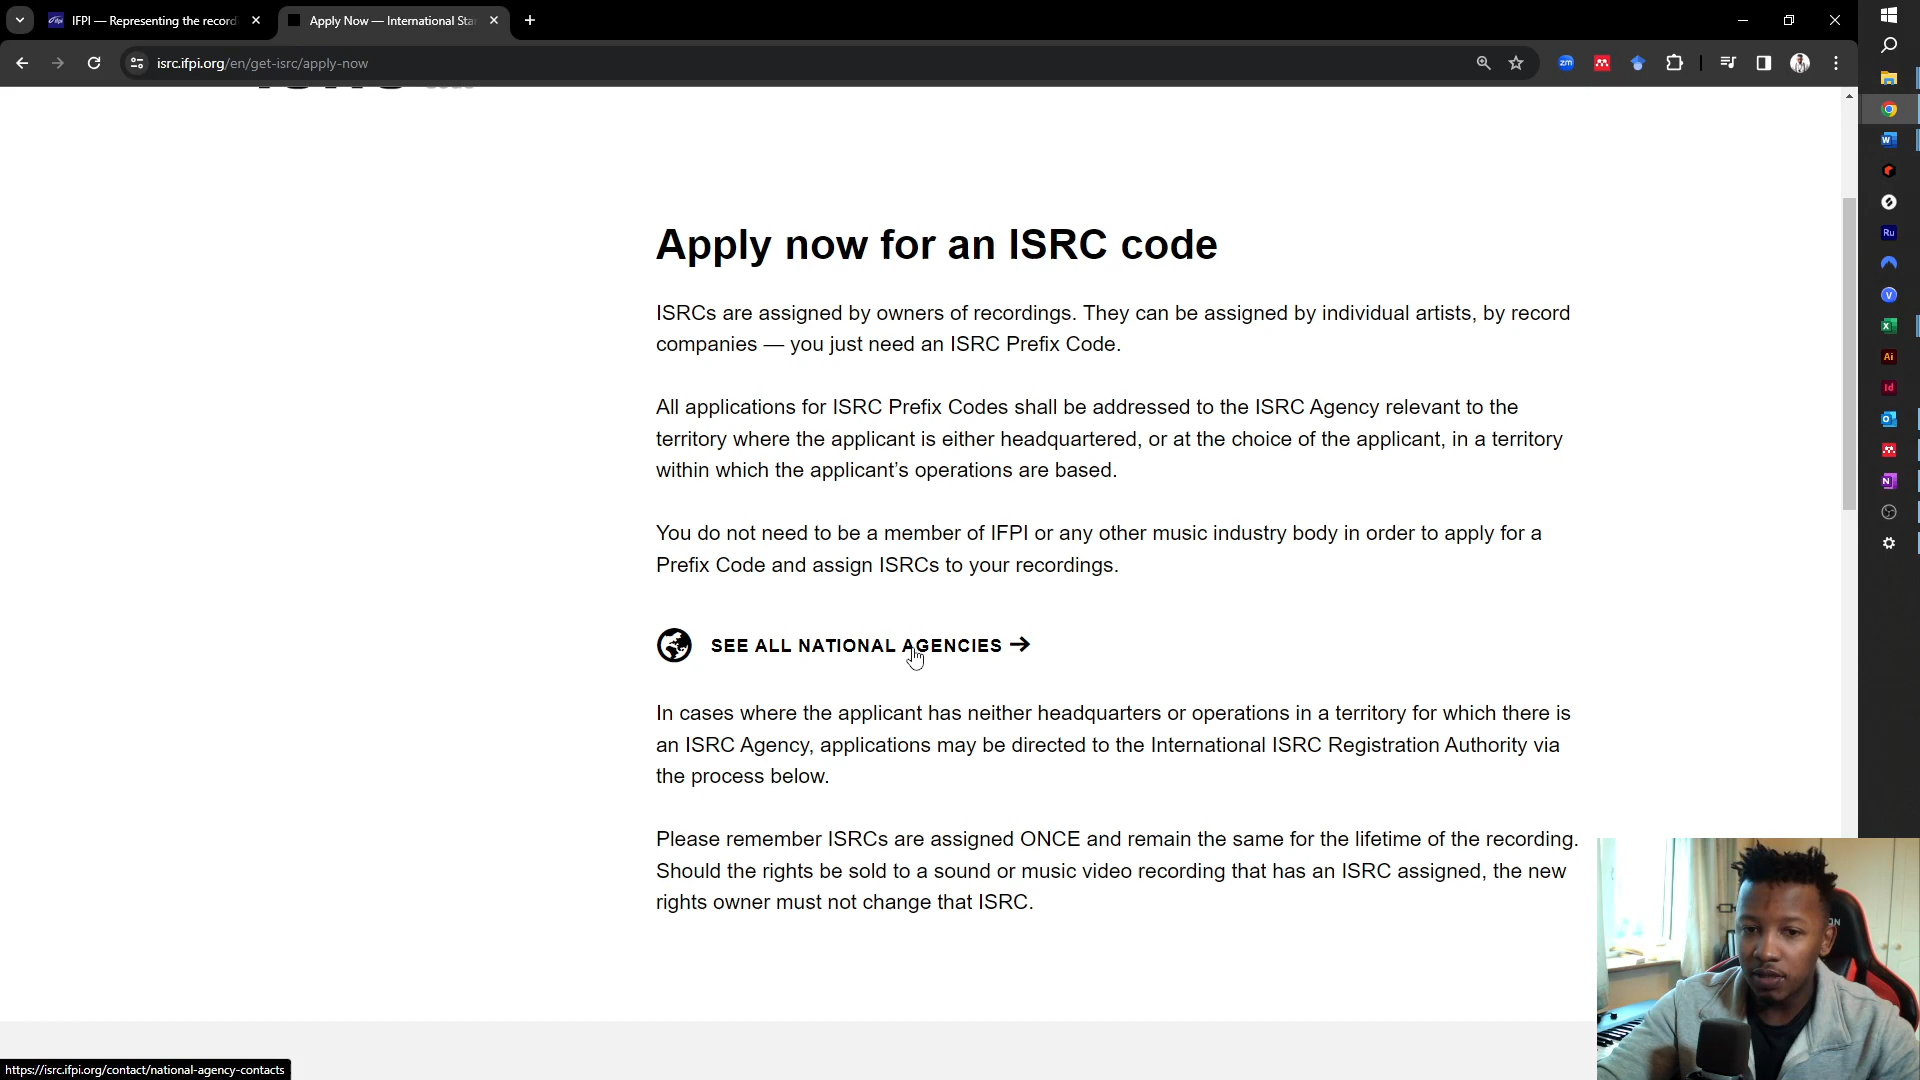 IFPI — Representing the record
Apply Now — International Sta
isrc.ifpi.org/en/get-isrc/apply-now
zm
Apply now for an ISRC code
ISRCs are assigned by owners of recordings. They can be assigned by individual artists, by record
companies — you just need an ISRC Prefix Code.
All applications for ISRC Prefix Codes shall be addressed to the ISRC Agency relevant to the
territory where the applicant is either headquartered, or at the choice of the applicant, in a territory
within which the applicant’s operations are based.
You do not need to be a member of IFPI or any other music industry body in order to apply for a
Prefix Code and assign ISRCs to your recordings.
SEE ALL NATIONAL AGENCIES →
In cases where the applicant has neither headquarters or operations in a territory for which there is
an ISRC Agency, applications may be directed to the International ISRC Registration Authority via
the process below.
Please remember ISRCs are assigned ONCE and remain the same for the lifetime of the recording.
Should the rights be sold to a sound or music video recording that has an ISRC assigned, the new
rights owner must not change that ISRC.
https://isrc.ifpi.org/contact/national-agency-contacts
W
Ru
V
X
Ai
Id
O
N